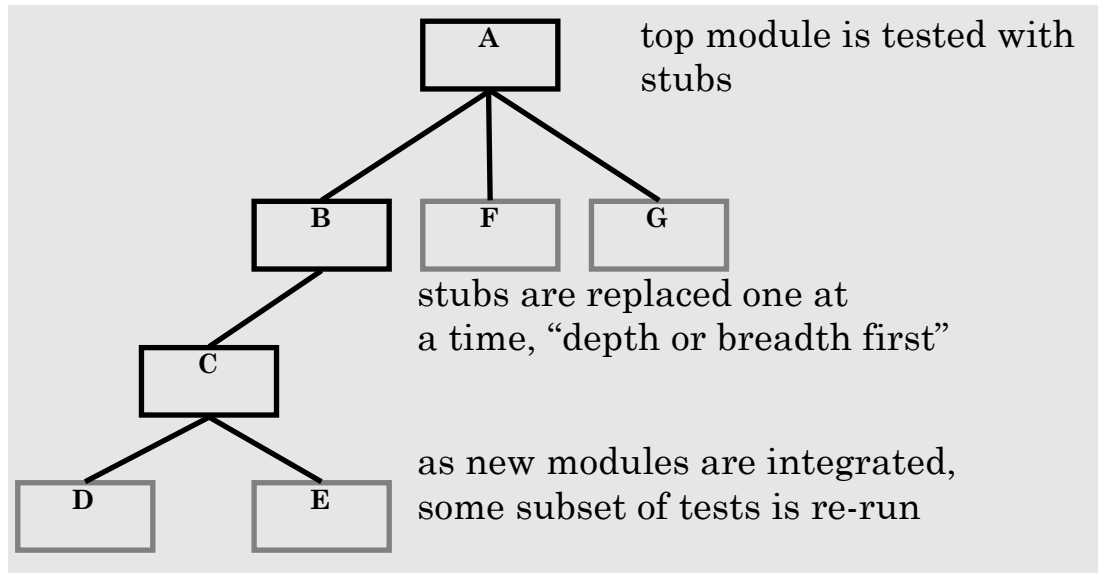 A
top module is tested with
stubs
B
F
G
stubs are replaced one at
a time, “depth or breadth first”
C
as new modules are integrated,
some subset of tests is re-run
D
E